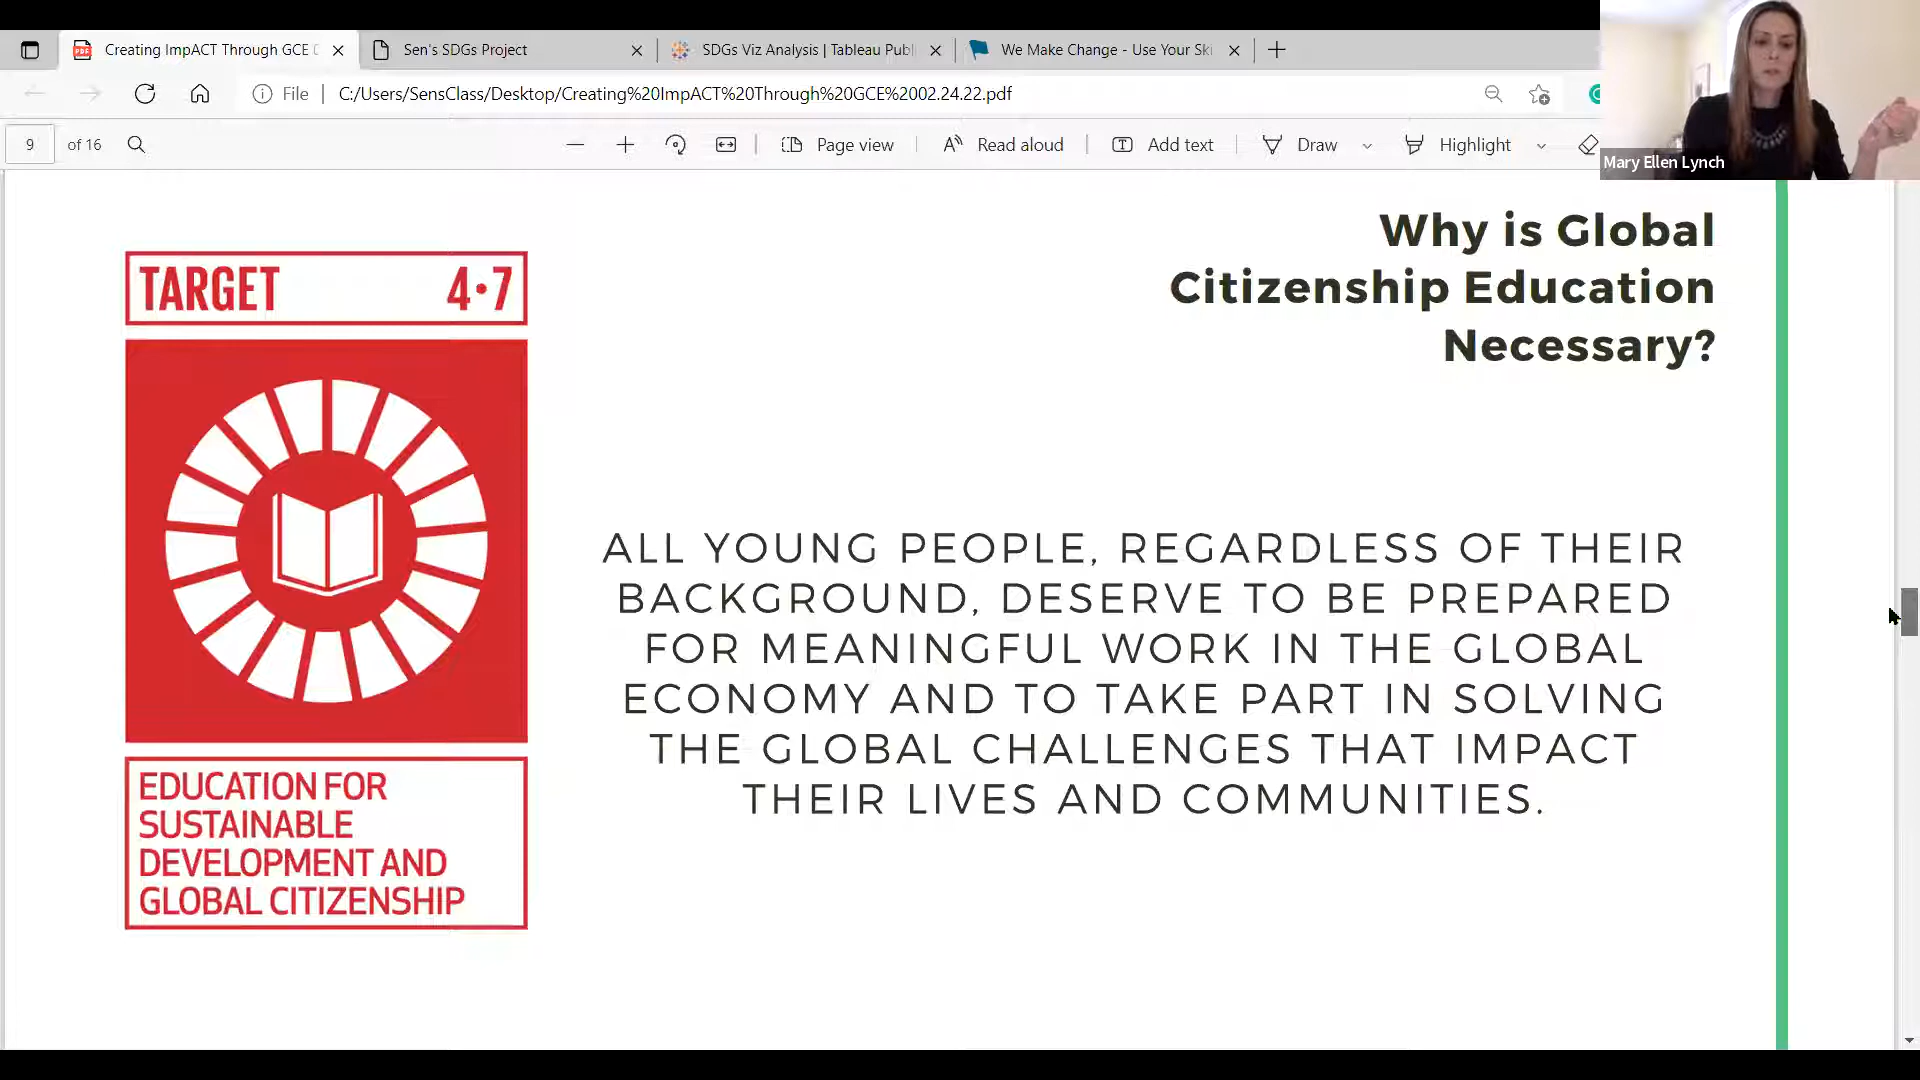 Creating ImpACT Through GCE
Sen's SDGs Project
SDGs Viz Analysis | Tableau Publ
We Make Change - Use Your Ski
File
C:/Users/SensClass/Desktop/Creating%20ImpACT%20Through%20GCE%2002.24.22.pdf
9 of 16
Page view
Read aloud
Add text
Draw
Highlight
Mary Ellen Lynch
Why is Global
Citizenship Education
Necessary?
TARGET 4.7
ALL YOUNG PEOPLE, REGARDLESS OF THEIR
BACKGROUND, DESERVE TO BE PREPARED
FOR MEANINGFUL WORK IN THE GLOBAL
ECONOMY AND TO TAKE PART IN SOLVING
THE GLOBAL CHALLENGES THAT IMPACT
THEIR LIVES AND COMMUNITIES.
EDUCATION FOR
SUSTAINABLE
DEVELOPMENT AND
GLOBAL CITIZENSHIP